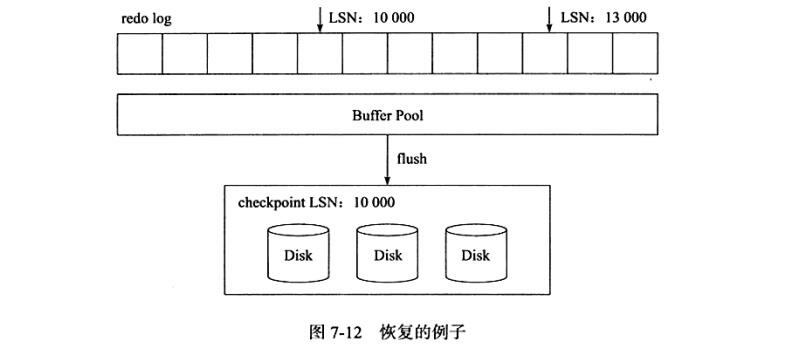 redo log
LSN：10 000
LSN：13 000
Buffer Pool
flush
checkpoint LSN：10 000
Disk
Disk
Disk
图 7-12 恢复的例子